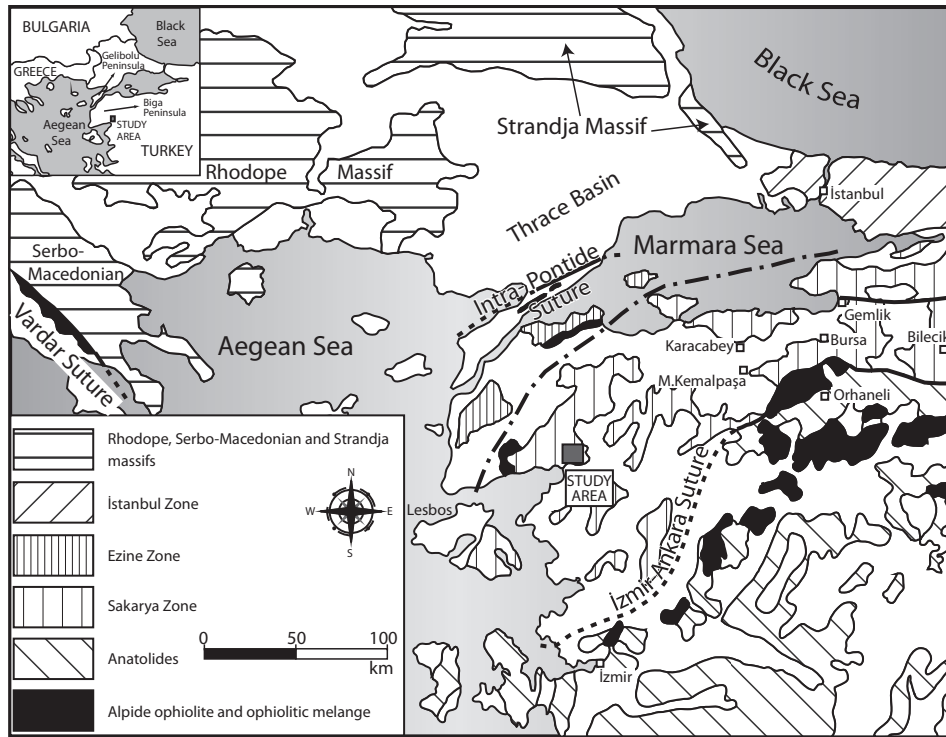 BULGARIA
Black
Sea
Gelibolu
Peninsula
GREECE
Biga
Peninsula
Aegean
Sea
STUDY
AREA
TURKEY
Black Sea
Strandja Massif
Rhodope Massif
İstanbul
Thrace Basin
Serbo-
Macedonian
Marmara Sea
Intra-Pontide
Suture
Vardar Suture
Aegean Sea
Gemlik
Karacabey
Bursa
Bilecik
M.Kemalpaşa
Orhaneli
STUDY
AREA
Lesbos
İzmir-Ankara Suture
İzmir
Rhodope, Serbo-Macedonian and Strandja
massifs
İstanbul Zone
N
W E
S
Ezine Zone
Sakarya Zone
0 50 100
km
Anatolides
Alpide ophiolite and ophiolitic melange